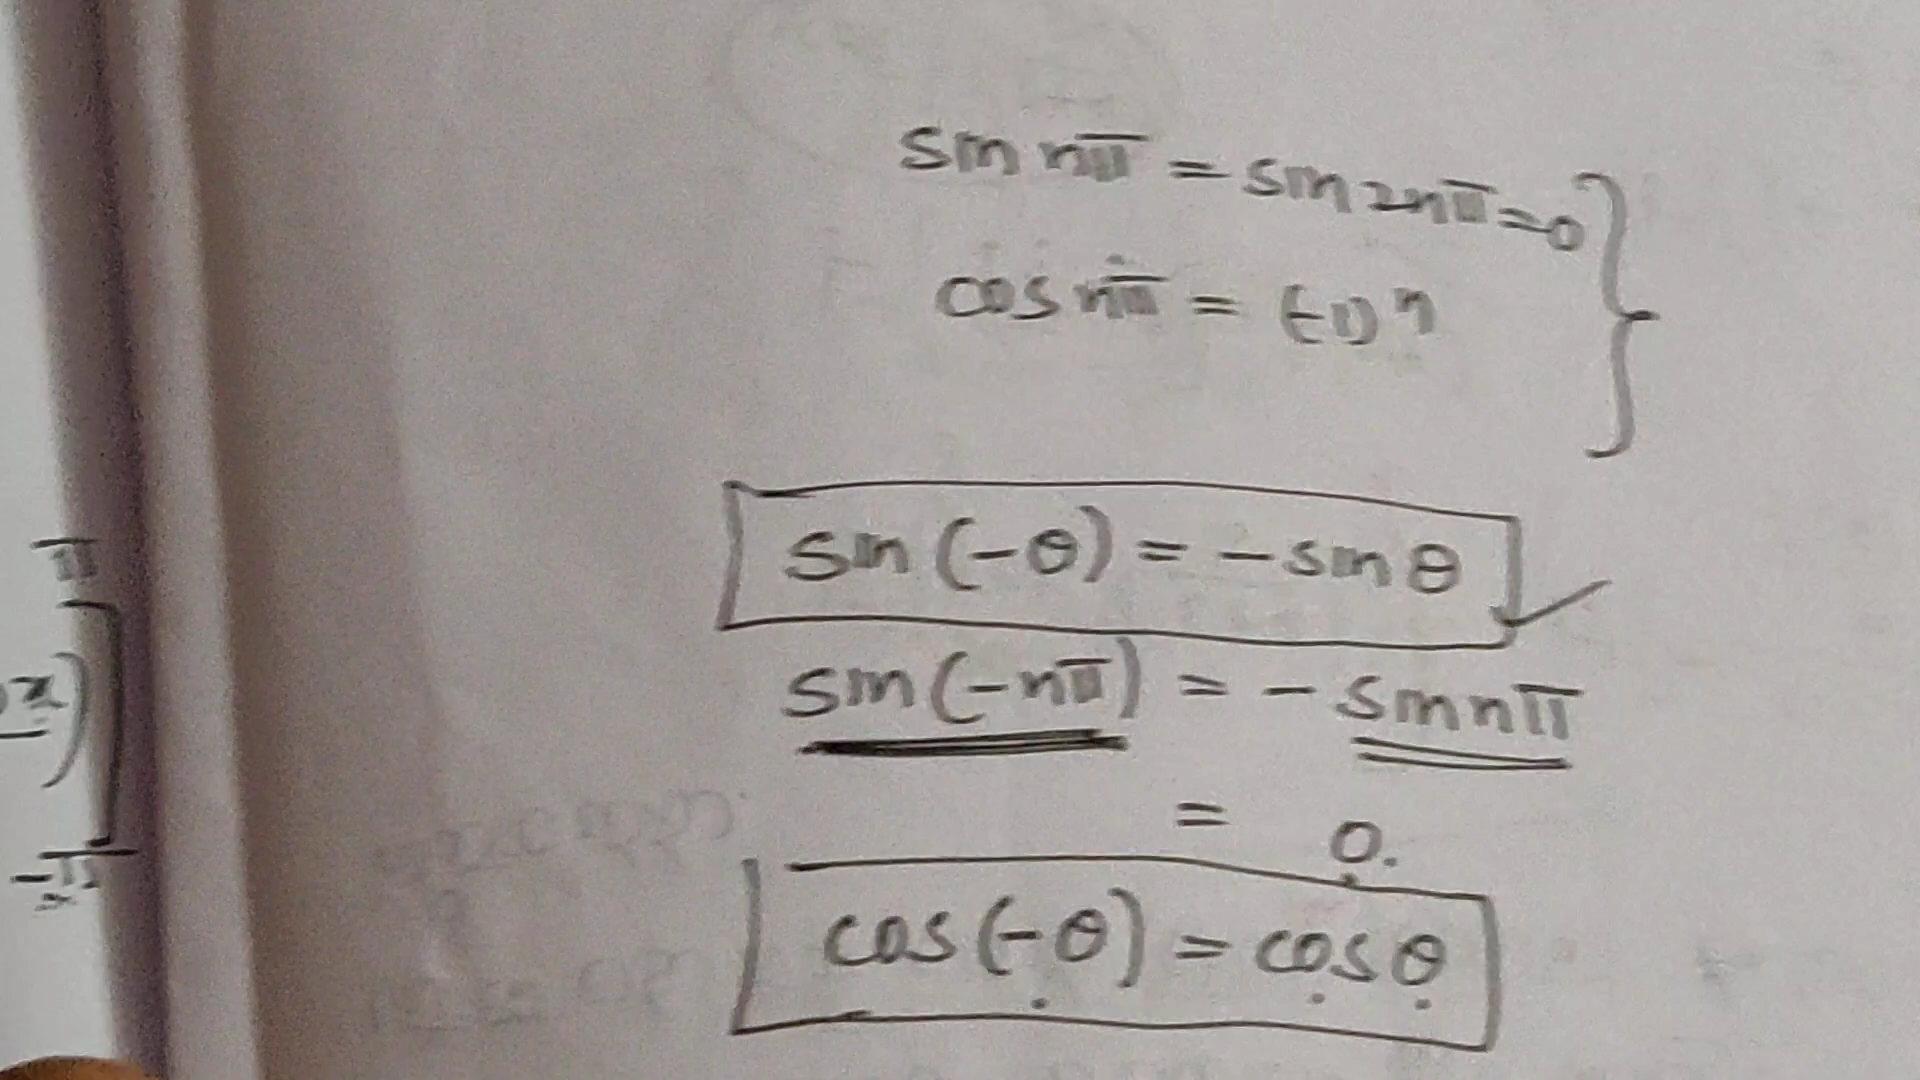 sin nπ = sin 2nπ = 0
cos nπ = (-1)ⁿ
sin (-θ) = - sin θ
sin (-nπ) = - sin nπ
= 0.
cos (-θ) = cos θ
π
x)]
-π